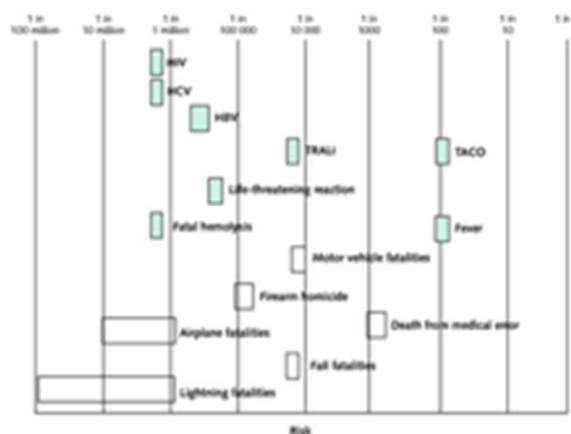 1 in 1 in 1 in 1 in 1 in 1 in 1 in 1 in 1 in
100 million 10 million 1 million 100 000 10 000 1000 100 10
HIV
HCV
HBV
TRALI TACO
Life-threatening reaction
Fatal hemolysis Fever
Motor vehicle fatalities
Firearm homicide
Death from medical error
Airplane fatalities
Fall fatalities
Lightning fatalities
Risk